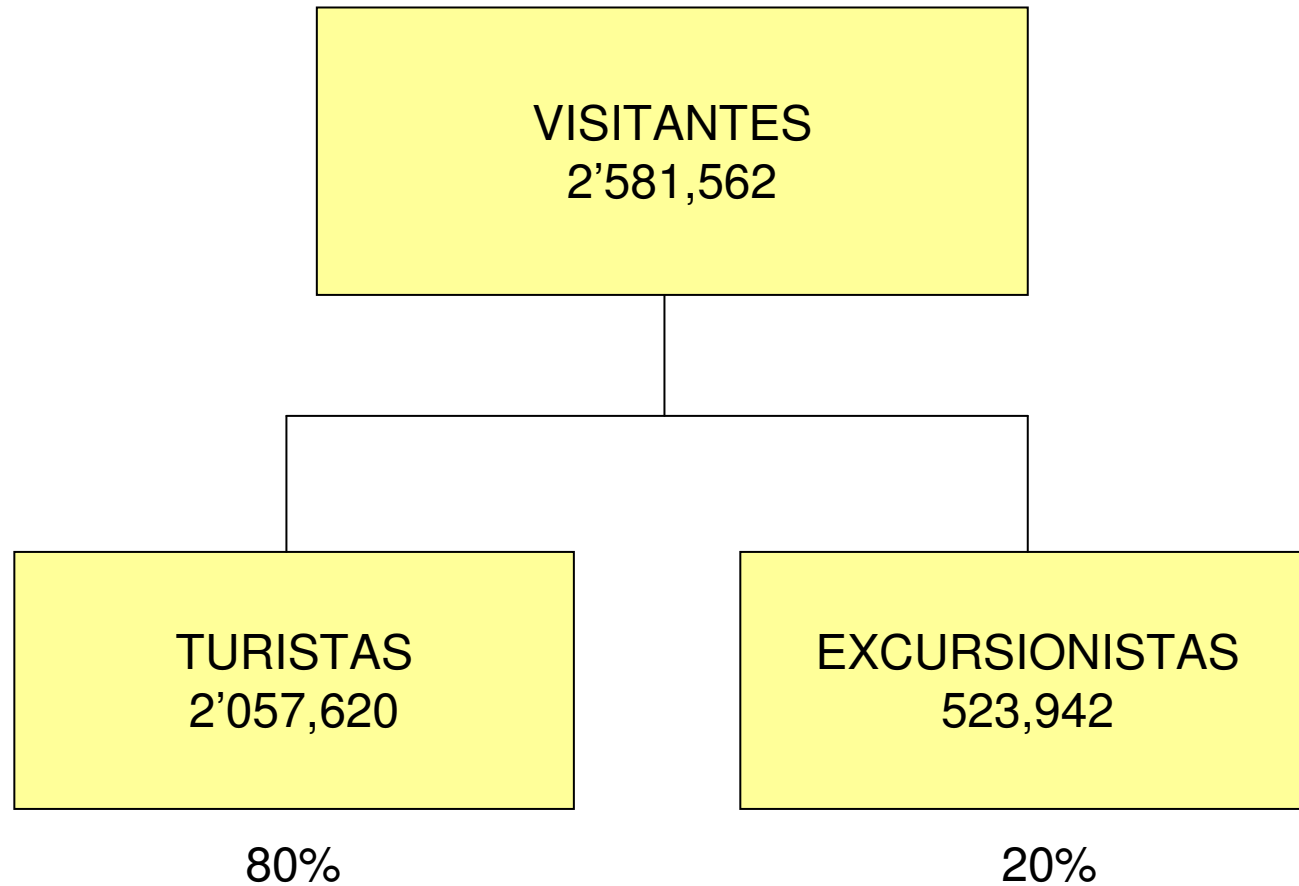 VISITANTES
2’581,562
TURISTAS
2’057,620
EXCURSIONISTAS
523,942
80%
20%